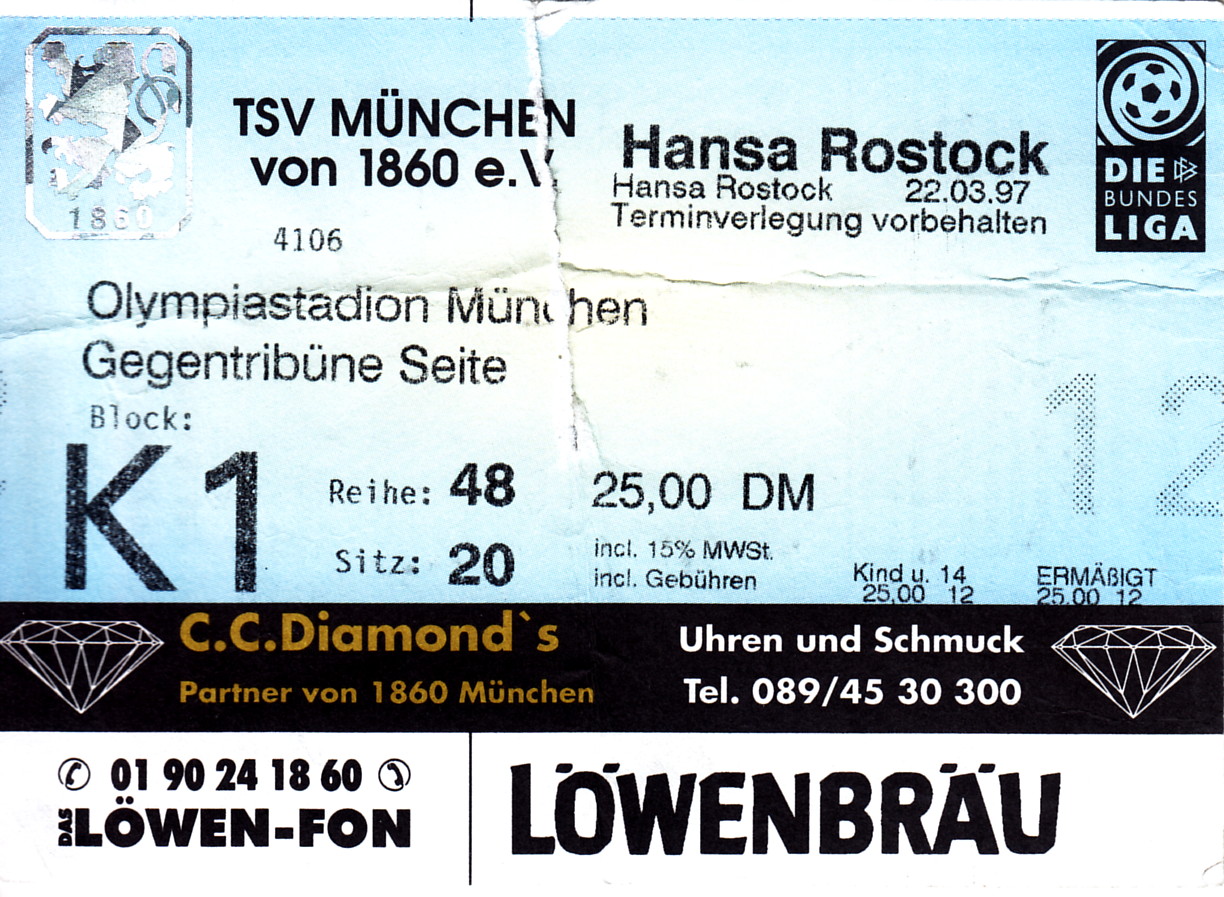 1860
TSV MÜNCHEN
von 1860 e.V.
4106
Hansa Rostock
Hansa Rostock 22.03.97
Terminverlegung vorbehalten
DIE DFB
BUNDES
LIGA
Olympiastadion München
Gegentribüne Seite
Block:
K1
Reihe: 48
Sitz: 20
25,00 DM
incl. 15% MWSt.
incl. Gebühren
12
Kind u. 14
25,00 12
ERMÄßIGT
25.00 12
C.C.Diamond`s
Partner von 1860 München
Uhren und Schmuck
Tel. 089/45 30 300
✆ 01 90 24 18 60 ✆
DAS LÖWEN-FON
LÖWENBRÄU